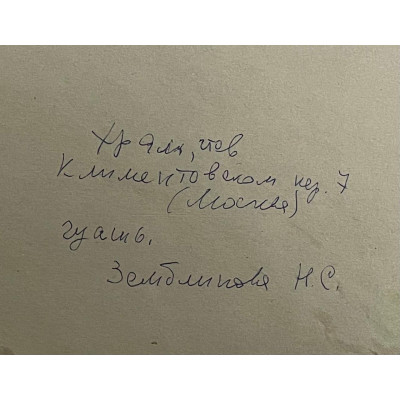 Храм, что в
Климентовском пер. 7
(Москва)
гуашь.
Земблинова Н.С.